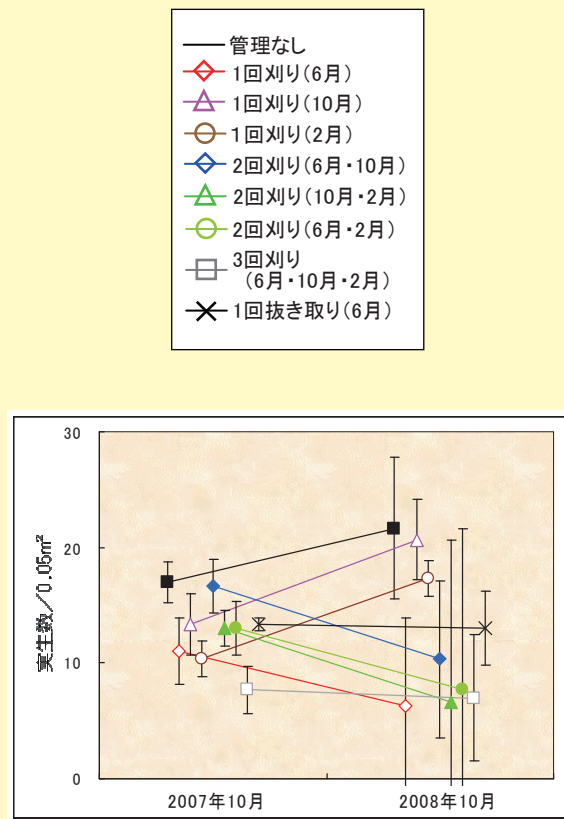 管理なし
1回刈り(6月)
1回刈り(10月)
1回刈り(2月)
2回刈り(6月・10月)
2回刈り(10月・2月)
2回刈り(6月・2月)
3回刈り
(6月・10月・2月)
1回抜き取り(6月)
実生数/0.05m²
30
20
10
0
2007年10月
2008年10月